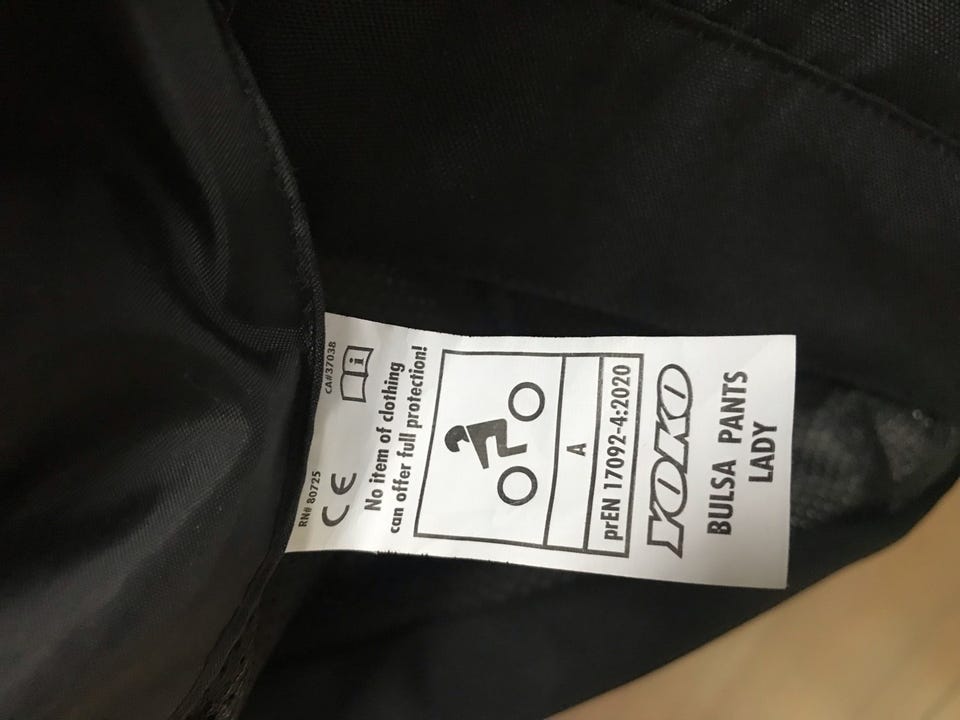 RN# 80725 CA#37038
CE i
No item of clothing
can offer full protection!
A
prEN 17092-4:2020
YOKO
BULSA PANTS
LADY